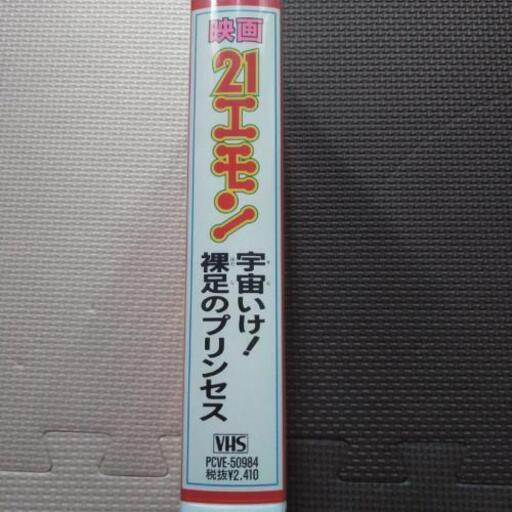 映画
21エモン
宇宙いけ!
裸足のプリンセス
VHS
PCVE-50984
税抜¥2.410